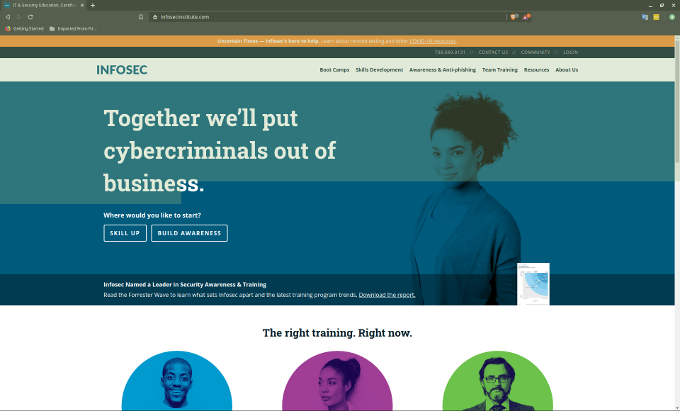 IT & Security Education, Certifi
infosecinstitute.com
Getting Started
Imported From Fir...
Uncertain Times — Infosec's here to help. Learn about remote testing and other COVID-19 resources.
708.689.0131 // CONTACT US // COMMUNITY // LOGIN
INFOSEC
Boot Camps Skills Development Awareness & Anti-phishing Team Training Resources About Us
Together we'll put
cybercriminals out of
business.
Where would you like to start?
SKILL UP BUILD AWARENESS
Infosec Named a Leader in Security Awareness & Training
Read the Forrester Wave to learn what sets Infosec apart and the latest training program trends. Download the report.
The right training. Right now.